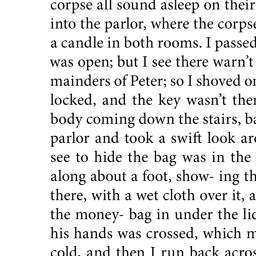 corpse all sound asleep on their
into the parlor, where the corpse
a candle in both rooms. I passed
was open; but I see there warn't
mainders of Peter; so I shoved on
locked, and the key wasn't ther
body coming down the stairs, ba
parlor and took a swift look aro
see to hide the bag was in the
along about a foot, show- ing th
there, with a wet cloth over it, a
the money- bag in under the lid
his hands was crossed, which m
cold, and then I run back acros